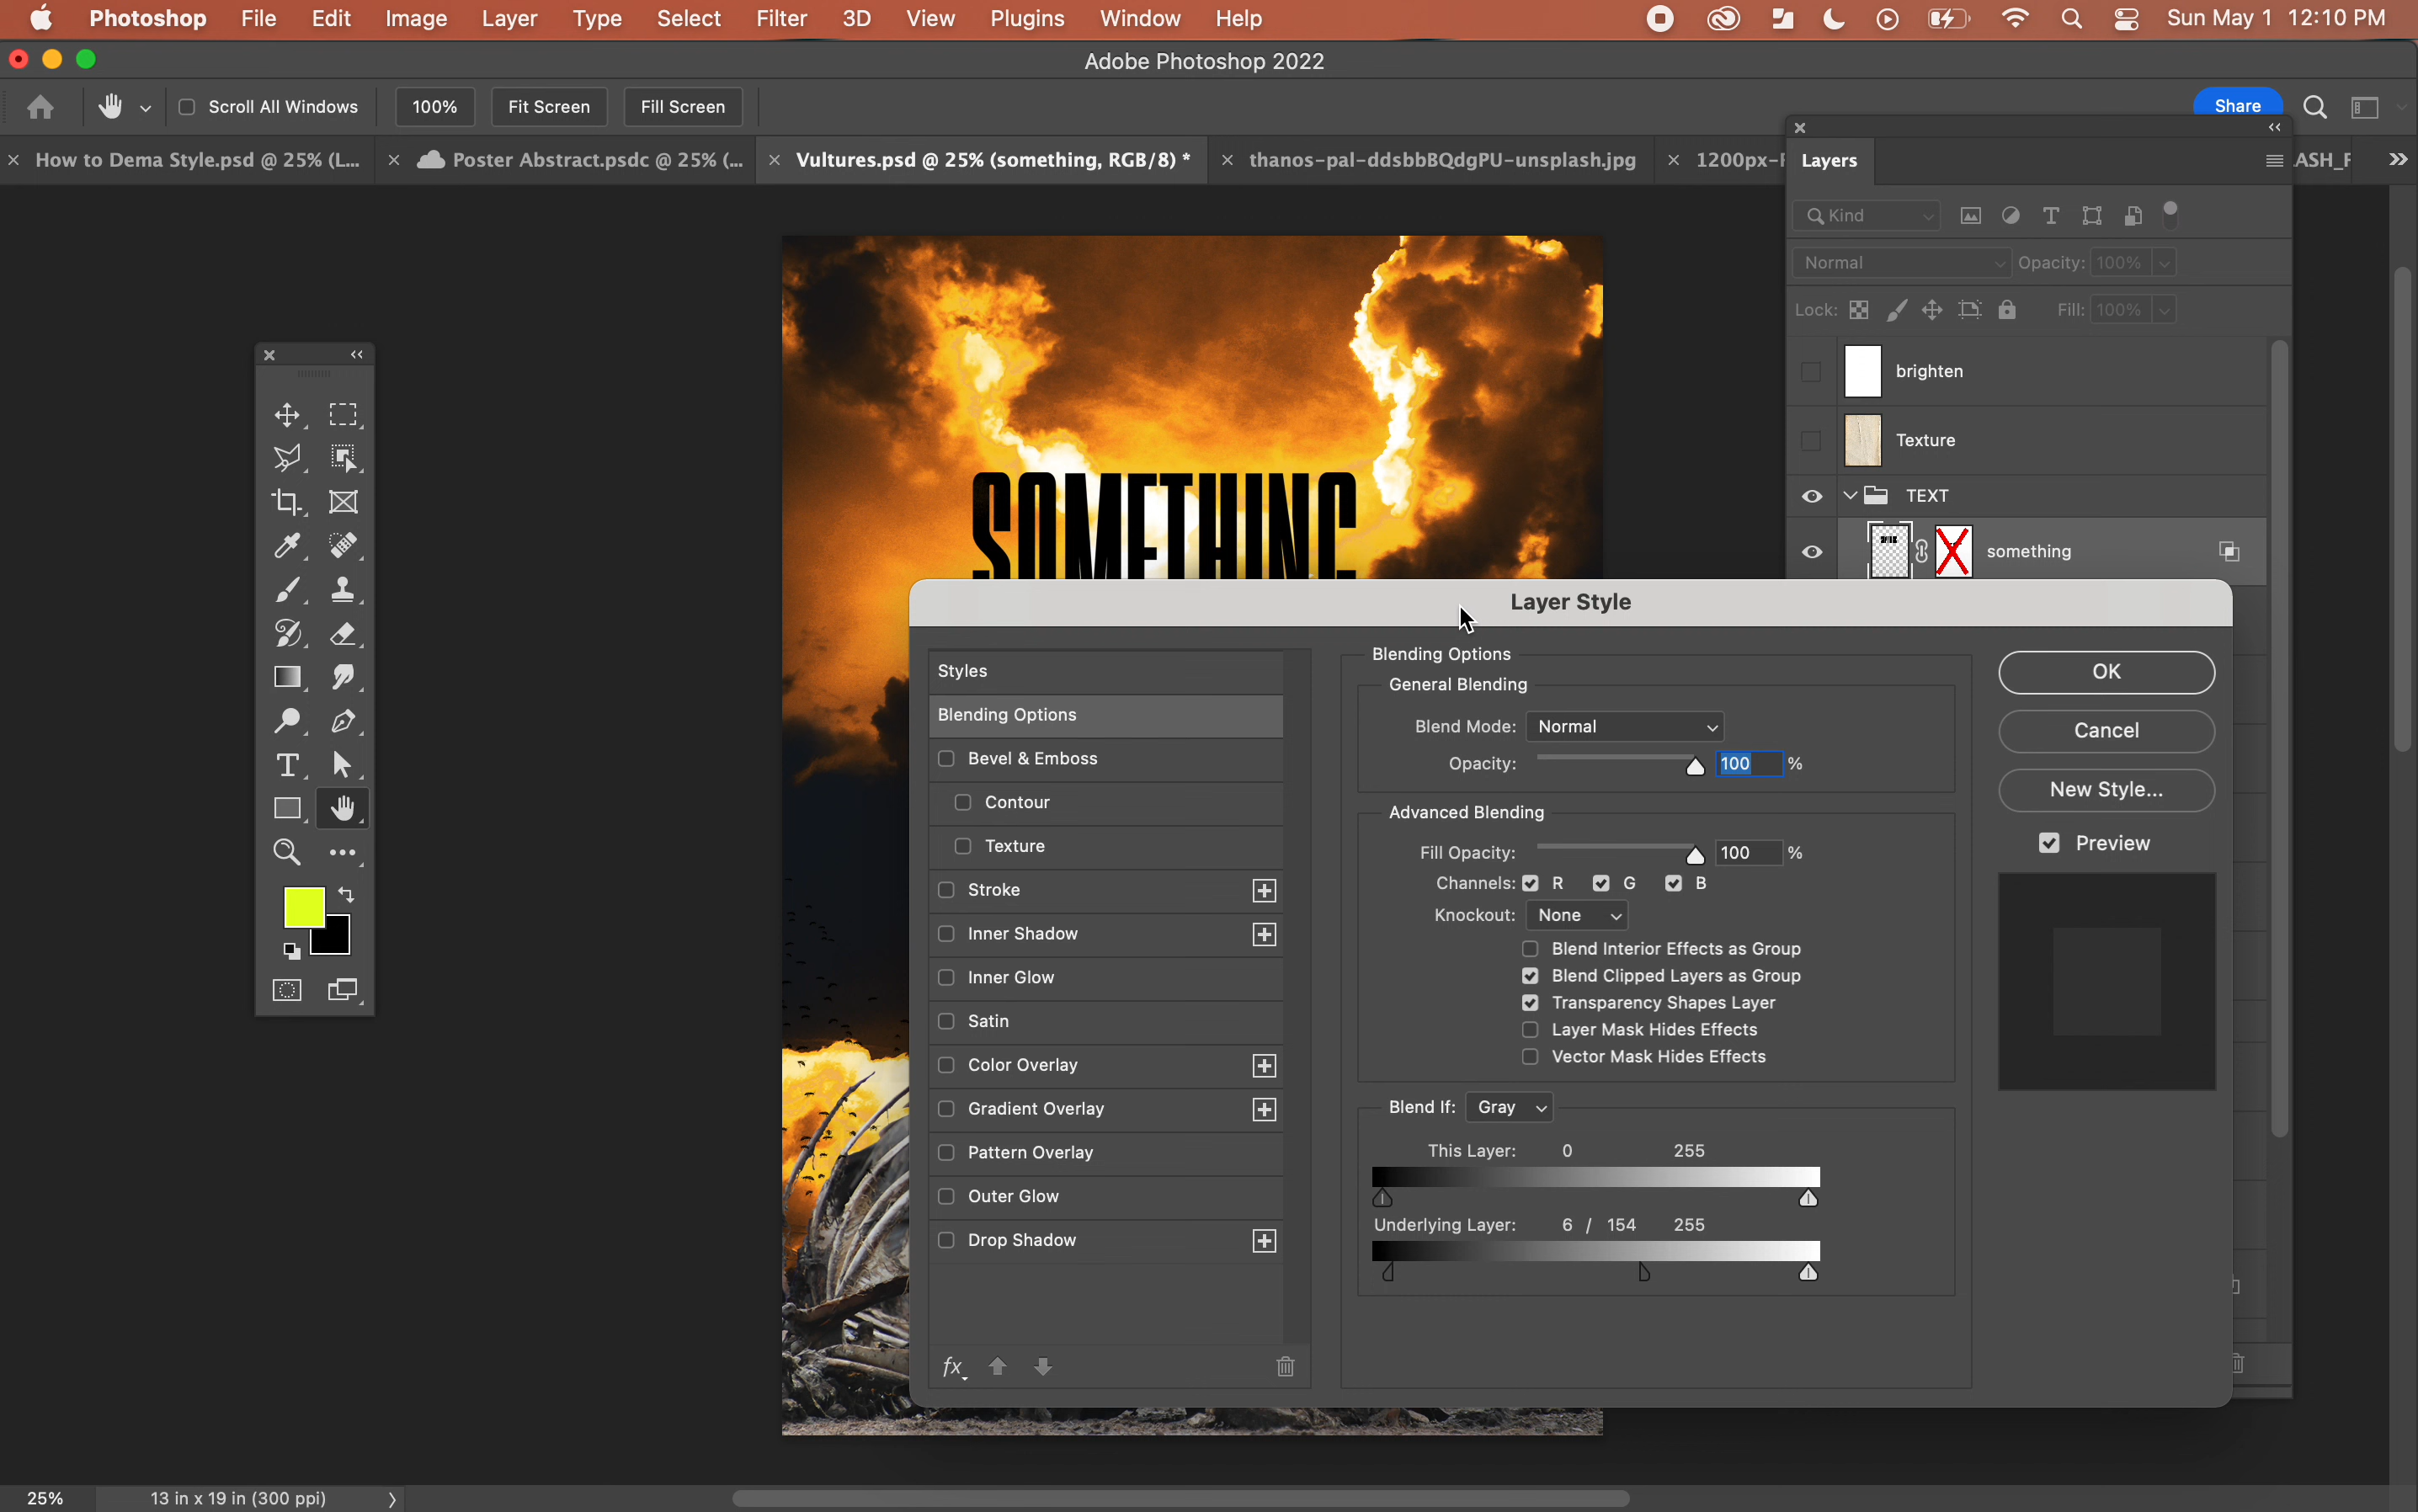 Photoshop File Edit Image Layer Type Select Filter 3D View Plugins Window Help Sun May 1 12:10 PM
Adobe Photoshop 2022
Scroll All Windows 100% Fit Screen Fill Screen Share
How to Dema Style.psd @ 25% (L... Poster Abstract.psdc @ 25% (... Vultures.psd @ 25% (something, RGB/8) * thanos-pal-ddsbbBQdgPU-unsplash.jpg 1200px-F ASH_F
Layers
Kind
Normal Opacity: 100%
Lock: Fill: 100%
brighten
Texture
TEXT
something
SOMETHING
Layer Style
Styles
Blending Options
Bevel & Emboss
Contour
Texture
Stroke
Inner Shadow
Inner Glow
Satin
Color Overlay
Gradient Overlay
Pattern Overlay
Outer Glow
Drop Shadow
fx
Blending Options
General Blending
Blend Mode: Normal
Opacity: 100 %
Advanced Blending
Fill Opacity: 100 %
Channels: R G B
Knockout: None
Blend Interior Effects as Group
Blend Clipped Layers as Group
Transparency Shapes Layer
Layer Mask Hides Effects
Vector Mask Hides Effects
Blend If: Gray
This Layer: 0 255
Underlying Layer: 6 / 154 255
OK
Cancel
New Style...
Preview
25% 13 in x 19 in (300 ppi)